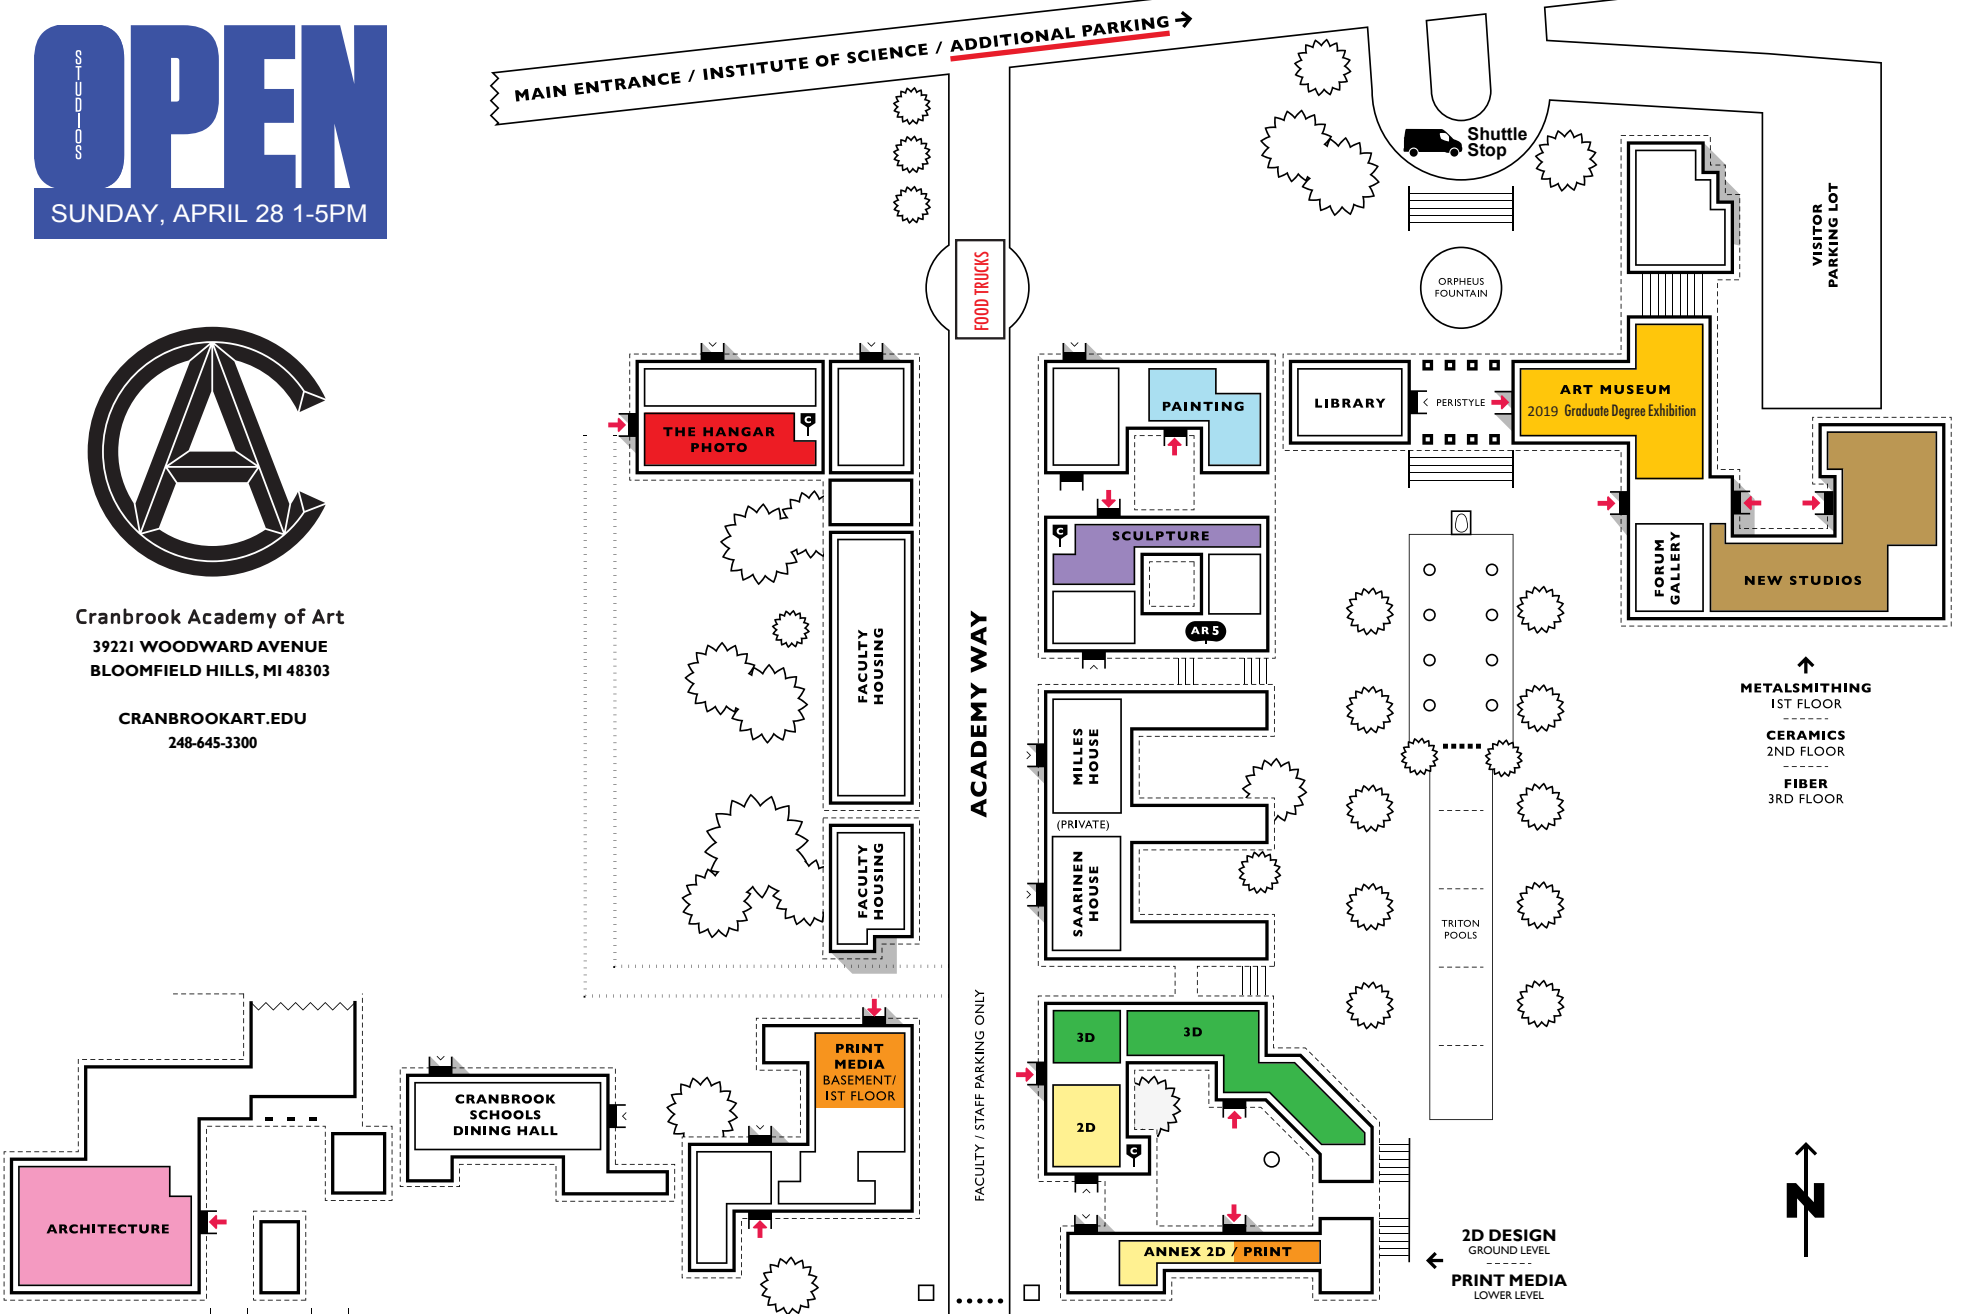 OPEN
STUDIOS
SUNDAY, APRIL 28 1-5PM
MAIN ENTRANCE / INSTITUTE OF SCIENCE / ADDITIONAL PARKING →
Shuttle
Stop
VISITOR
PARKING LOT
FOOD TRUCKS
ORPHEUS
FOUNTAIN
CA
Cranbrook Academy of Art
39221 WOODWARD AVENUE
BLOOMFIELD HILLS, MI 48303
CRANBROOKART.EDU
248-645-3300
THE HANGAR
PHOTO
C
PAINTING
LIBRARY
PERISTYLE
ART MUSEUM
2019 Graduate Degree Exhibition
C
SCULPTURE
AR5
FORUM
GALLERY
NEW STUDIOS
FACULTY
HOUSING
FACULTY
HOUSING
ACADEMY WAY
MILLES
HOUSE
(PRIVATE)
SAARINEN
HOUSE
METALSMITHING
1ST FLOOR
CERAMICS
2ND FLOOR
FIBER
3RD FLOOR
TRITON
POOLS
FACULTY / STAFF PARKING ONLY
PRINT
MEDIA
BASEMENT/
1ST FLOOR
CRANBROOK
SCHOOLS
DINING HALL
ARCHITECTURE
3D
3D
2D
C
ANNEX 2D / PRINT
2D DESIGN
GROUND LEVEL
PRINT MEDIA
LOWER LEVEL
N